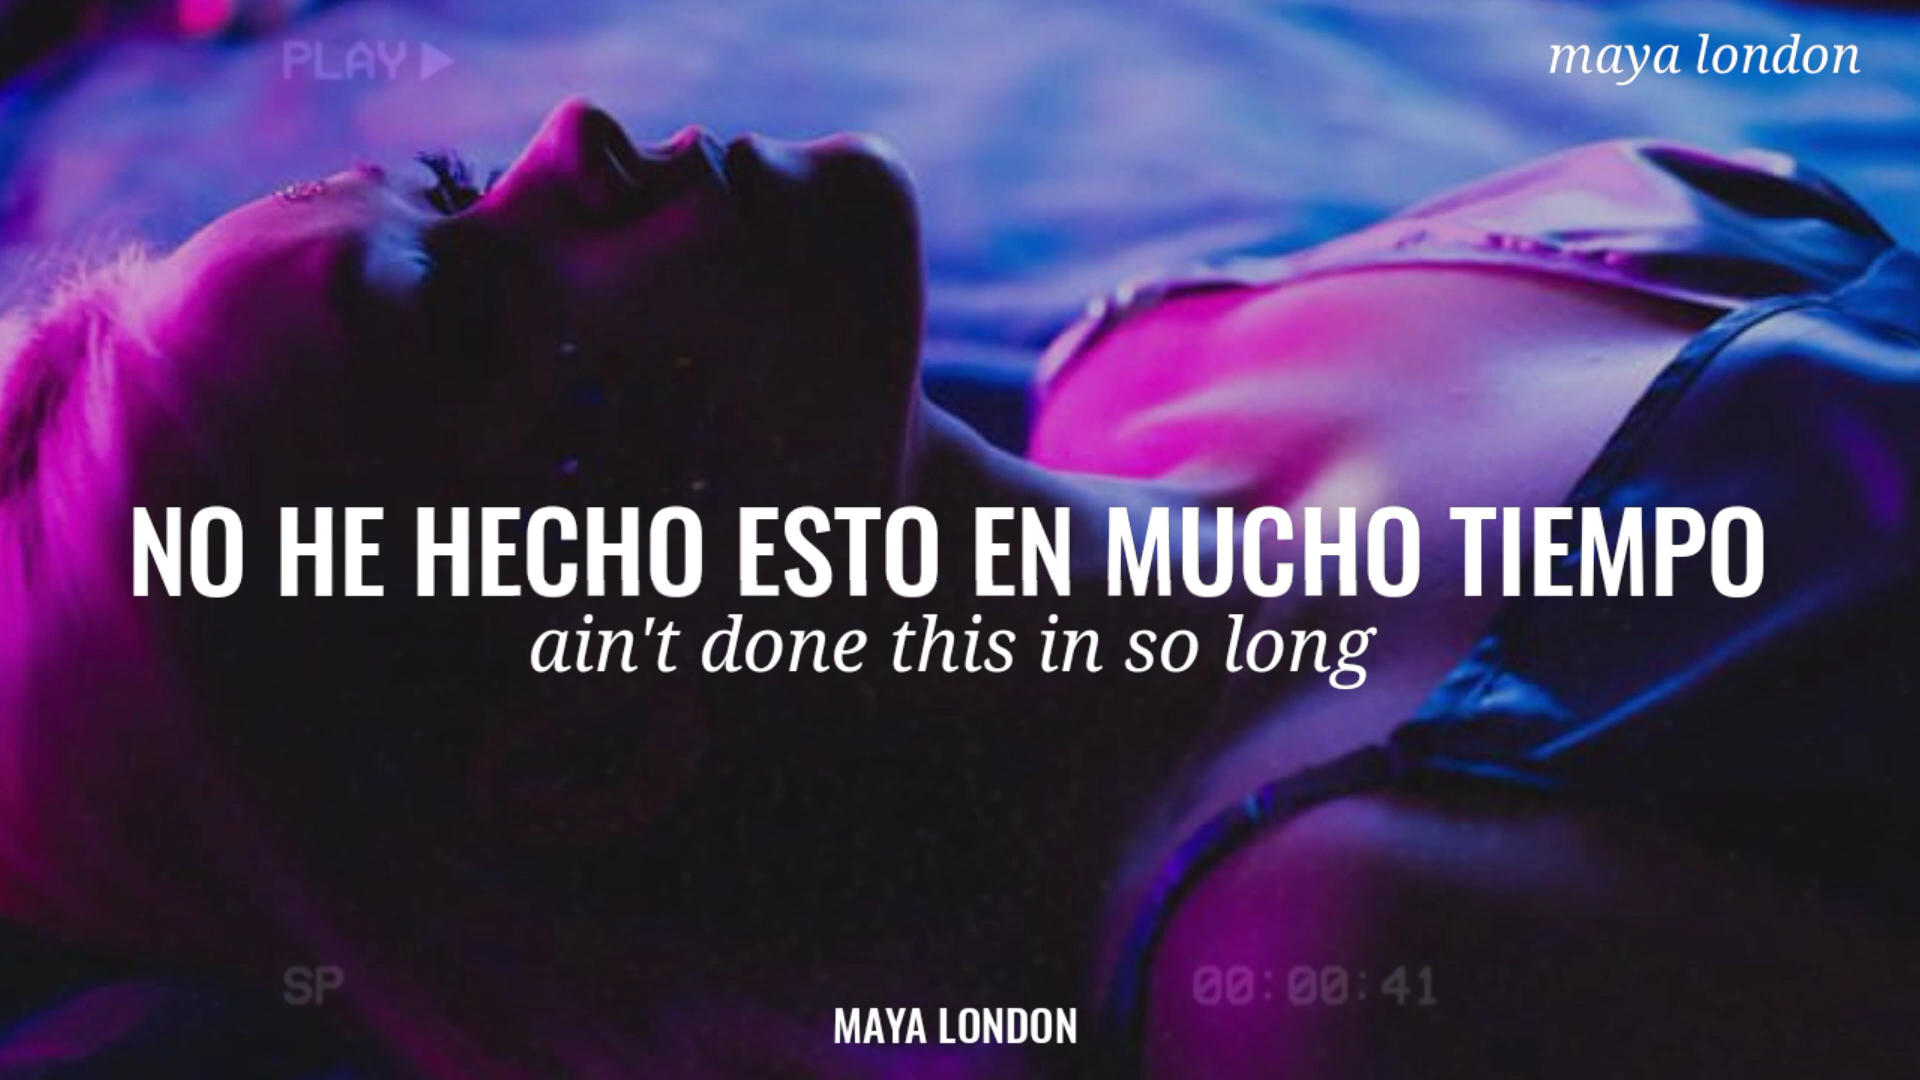 PLAY
maya london
NO HE HECHO ESTO EN MUCHO TIEMPO
ain't done this in so long
SP
00:00:41
MAYA LONDON